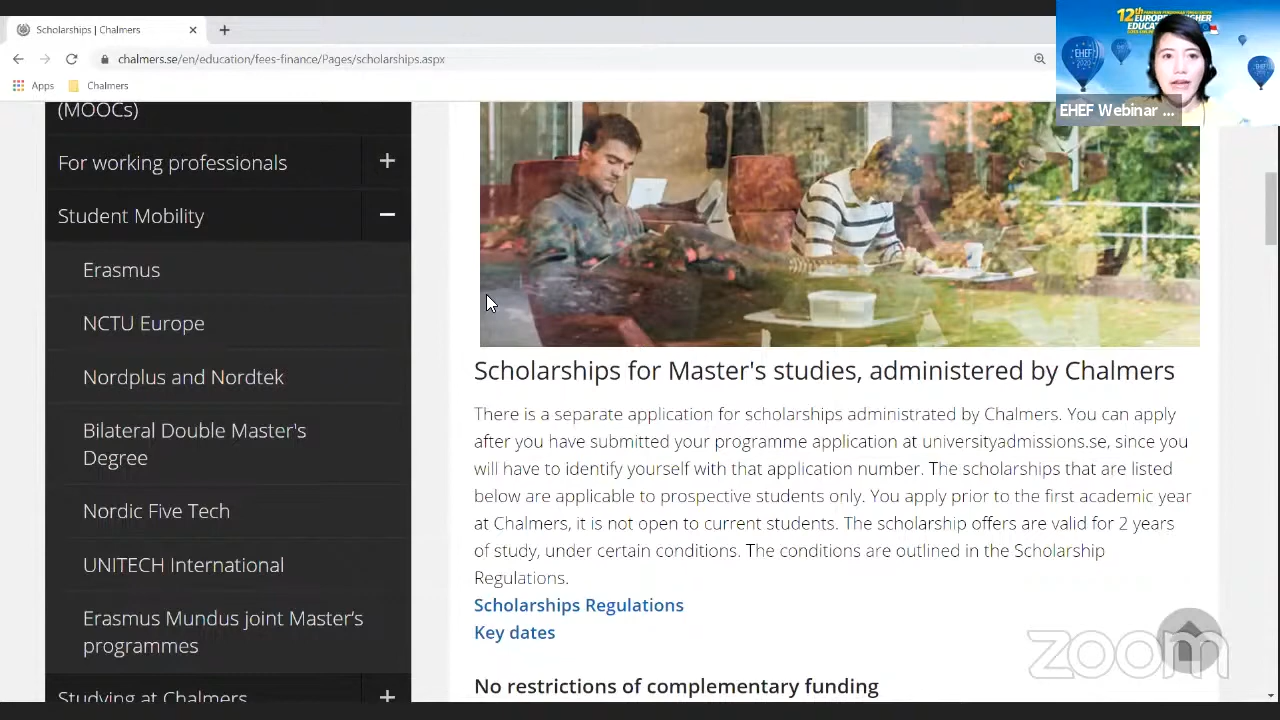 Scholarships | Chalmers
chalmers.se/en/education/fees-finance/Pages/scholarships.aspx
Apps
Chalmers
12th
EHEF
2020
EHEF Webinar ...
(MOOCs)
For working professionals
Student Mobility
Erasmus
NCTU Europe
Nordplus and Nordtek
Bilateral Double Master's
Degree
Nordic Five Tech
UNITECH International
Erasmus Mundus joint Master's
programmes
Studying at Chalmers
Scholarships for Master's studies, administered by Chalmers
There is a separate application for scholarships administrated by Chalmers. You can apply
after you have submitted your programme application at universityadmissions.se, since you
will have to identify yourself with that application number. The scholarships that are listed
below are applicable to prospective students only. You apply prior to the first academic year
at Chalmers, it is not open to current students. The scholarship offers are valid for 2 years
of study, under certain conditions. The conditions are outlined in the Scholarship
Regulations.
Scholarships Regulations
Key dates
No restrictions of complementary funding
zoom